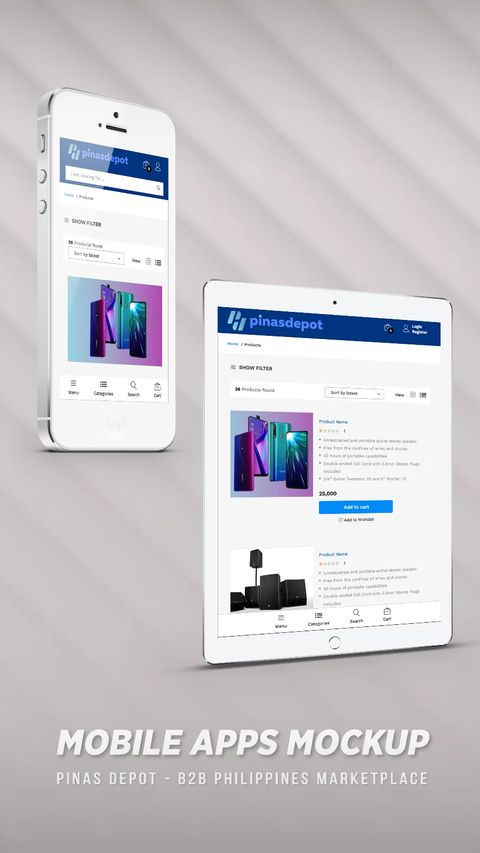 pinasdepot
0
I am looking for ...
Home / Products
SHOW FILTER
36 Products found
Sort by latest
View
Menu
Categories
Search
Cart
pinasdepot
0
Login
Register
Home / Products
SHOW FILTER
36 Products found
Sort by latest
View
Product Name
1
Unrestrained and portable active stereo speaker
Free from the confines of wires and chords
20 hours of portable capabilities
Double-ended Coil Cord with 3.5mm Stereo Plugs
Included
3/4" Dome Tweeters: 2X and 4" Woofer: 1X
25,000
Add to cart
Add to Wishlist
Product Name
1
Unrestrained and portable active stereo speaker
Free from the confines of wires and chords
20 hours of portable capabilities
Double-ended Coil Cord with 3.5mm Stereo Plugs
Included
Menu
Categories
Search
Cart
MOBILE APPS MOCKUP
PINAS DEPOT - B2B PHILIPPINES MARKETPLACE